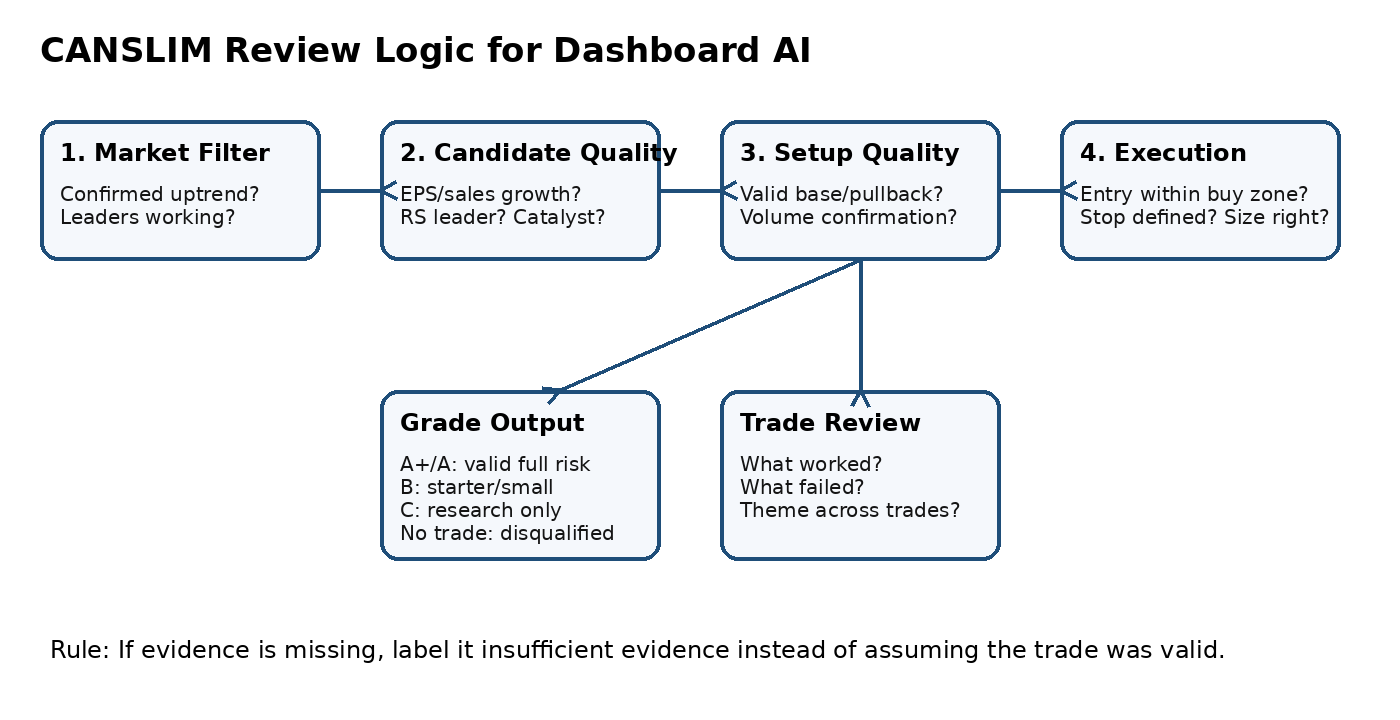 CANSLIM Review Logic for Dashboard AI
1. Market Filter
Confirmed uptrend?
Leaders working?
2. Candidate Quality
EPS/sales growth?
RS leader? Catalyst?
3. Setup Quality
Valid base/pullback?
Volume confirmation?
4. Execution
Entry within buy zone?
Stop defined? Size right?
Grade Output
A+/A: valid full risk
B: starter/small
C: research only
No trade: disqualified
Trade Review
What worked?
What failed?
Theme across trades?
Rule: If evidence is missing, label it insufficient evidence instead of assuming the trade was valid.